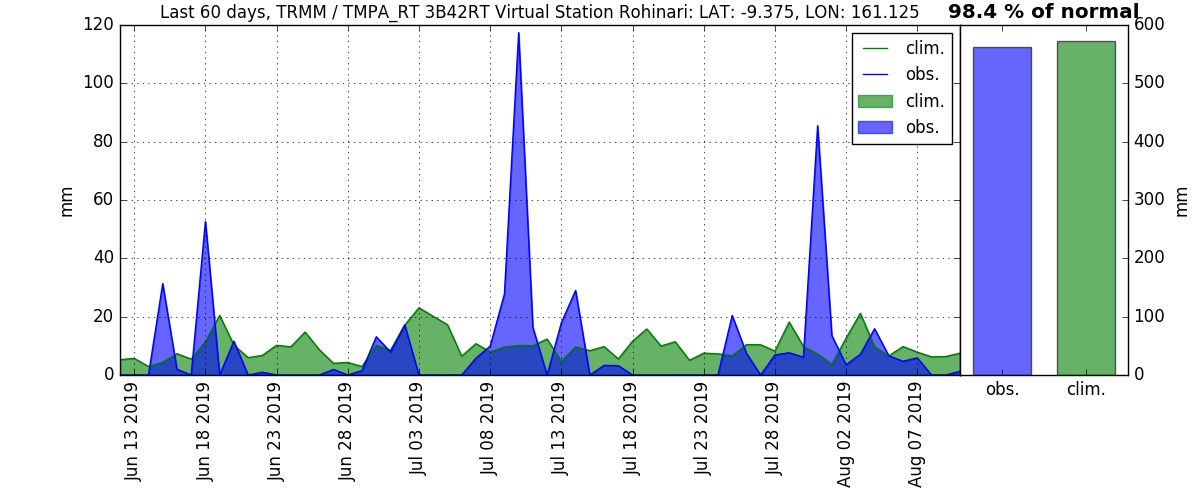 Last 60 days, TRMM / TMPA_RT 3B42RT Virtual Station Rohinari: LAT: -9.375, LON: 161.125
98.4 % of normal
120
100
80
60
40
20
0
mm
clim.
obs.
clim.
obs.
600
500
400
300
200
100
0
mm
Jun 13 2019
Jun 18 2019
Jun 23 2019
Jun 28 2019
Jul 03 2019
Jul 08 2019
Jul 13 2019
Jul 18 2019
Jul 23 2019
Jul 28 2019
Aug 02 2019
Aug 07 2019
obs.
clim.